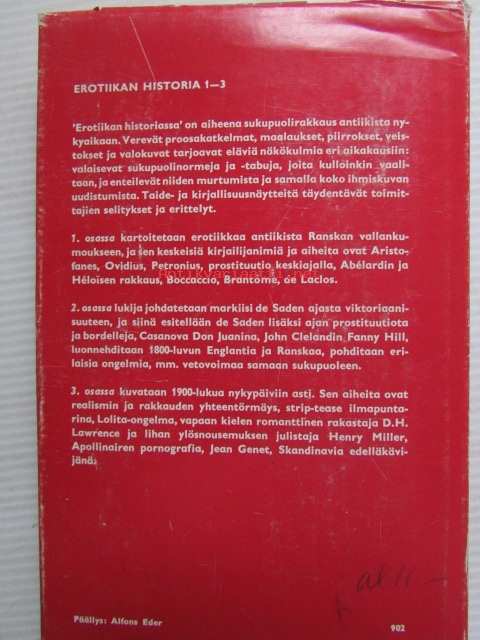 EROTIIKAN HISTORIA 1—3
'Erotiikan historiassa' on aiheena sukupuolirakkaus antiikista ny-
kyaikaan. Verevät proosakatkelmat, maalaukset, piirrokset, veis-
tokset ja valokuvat tarjoavat eläviä näkökulmia eri aikakausiin:
valaisevat sukupuolinormeja ja -tabuja, joita kulloinkin vaali-
taan, ja enteilevät niiden murtumista ja samalla koko ihmiskuvan
uudistumista. Taide- ja kirjallisuusnäytteitä täydentävät toimit-
tajien selitykset ja erittelyt.
1. osassa kartoitetaan erotiikkaa antiikista Ranskan vallanku-
moukseen, ja sen keskeisiä kirjailijanimiä ja aiheita ovat Aristo-
fanes, Ovidius, Petronius, prostituutio keskiajalla, Abélardin ja
Héloisen rakkaus, Boccaccio, Brantôme, de Laclos.
2. osassa lukija johdatetaan markiisi de Saden ajasta viktoriaani-
suuteen, ja siinä esitellään de Saden lisäksi ajan prostituutiota
ja bordelleja, Casanova Don Juanina, John Clelandin Fanny Hill,
luonnehditaan 1800-luvun Englantia ja Ranskaa, pohditaan eri-
laisia ongelmia, mm. vetovoimaa samaan sukupuoleen.
3. osassa kuvataan 1900-lukua nykypäiviin asti. Sen aiheita ovat
realismin ja rakkauden yhteentörmäys, strip-tease ilmapunta-
rina, Lolita-ongelma, vapaan kielen romanttinen rakastaja D.H.
Lawrence ja lihan ylösnousemuksen julistaja Henry Miller,
Apollinairen pornografia, Jean Genet, Skandinavia edelläkävi-
jänä.
Päällys: Alfons Eder
902